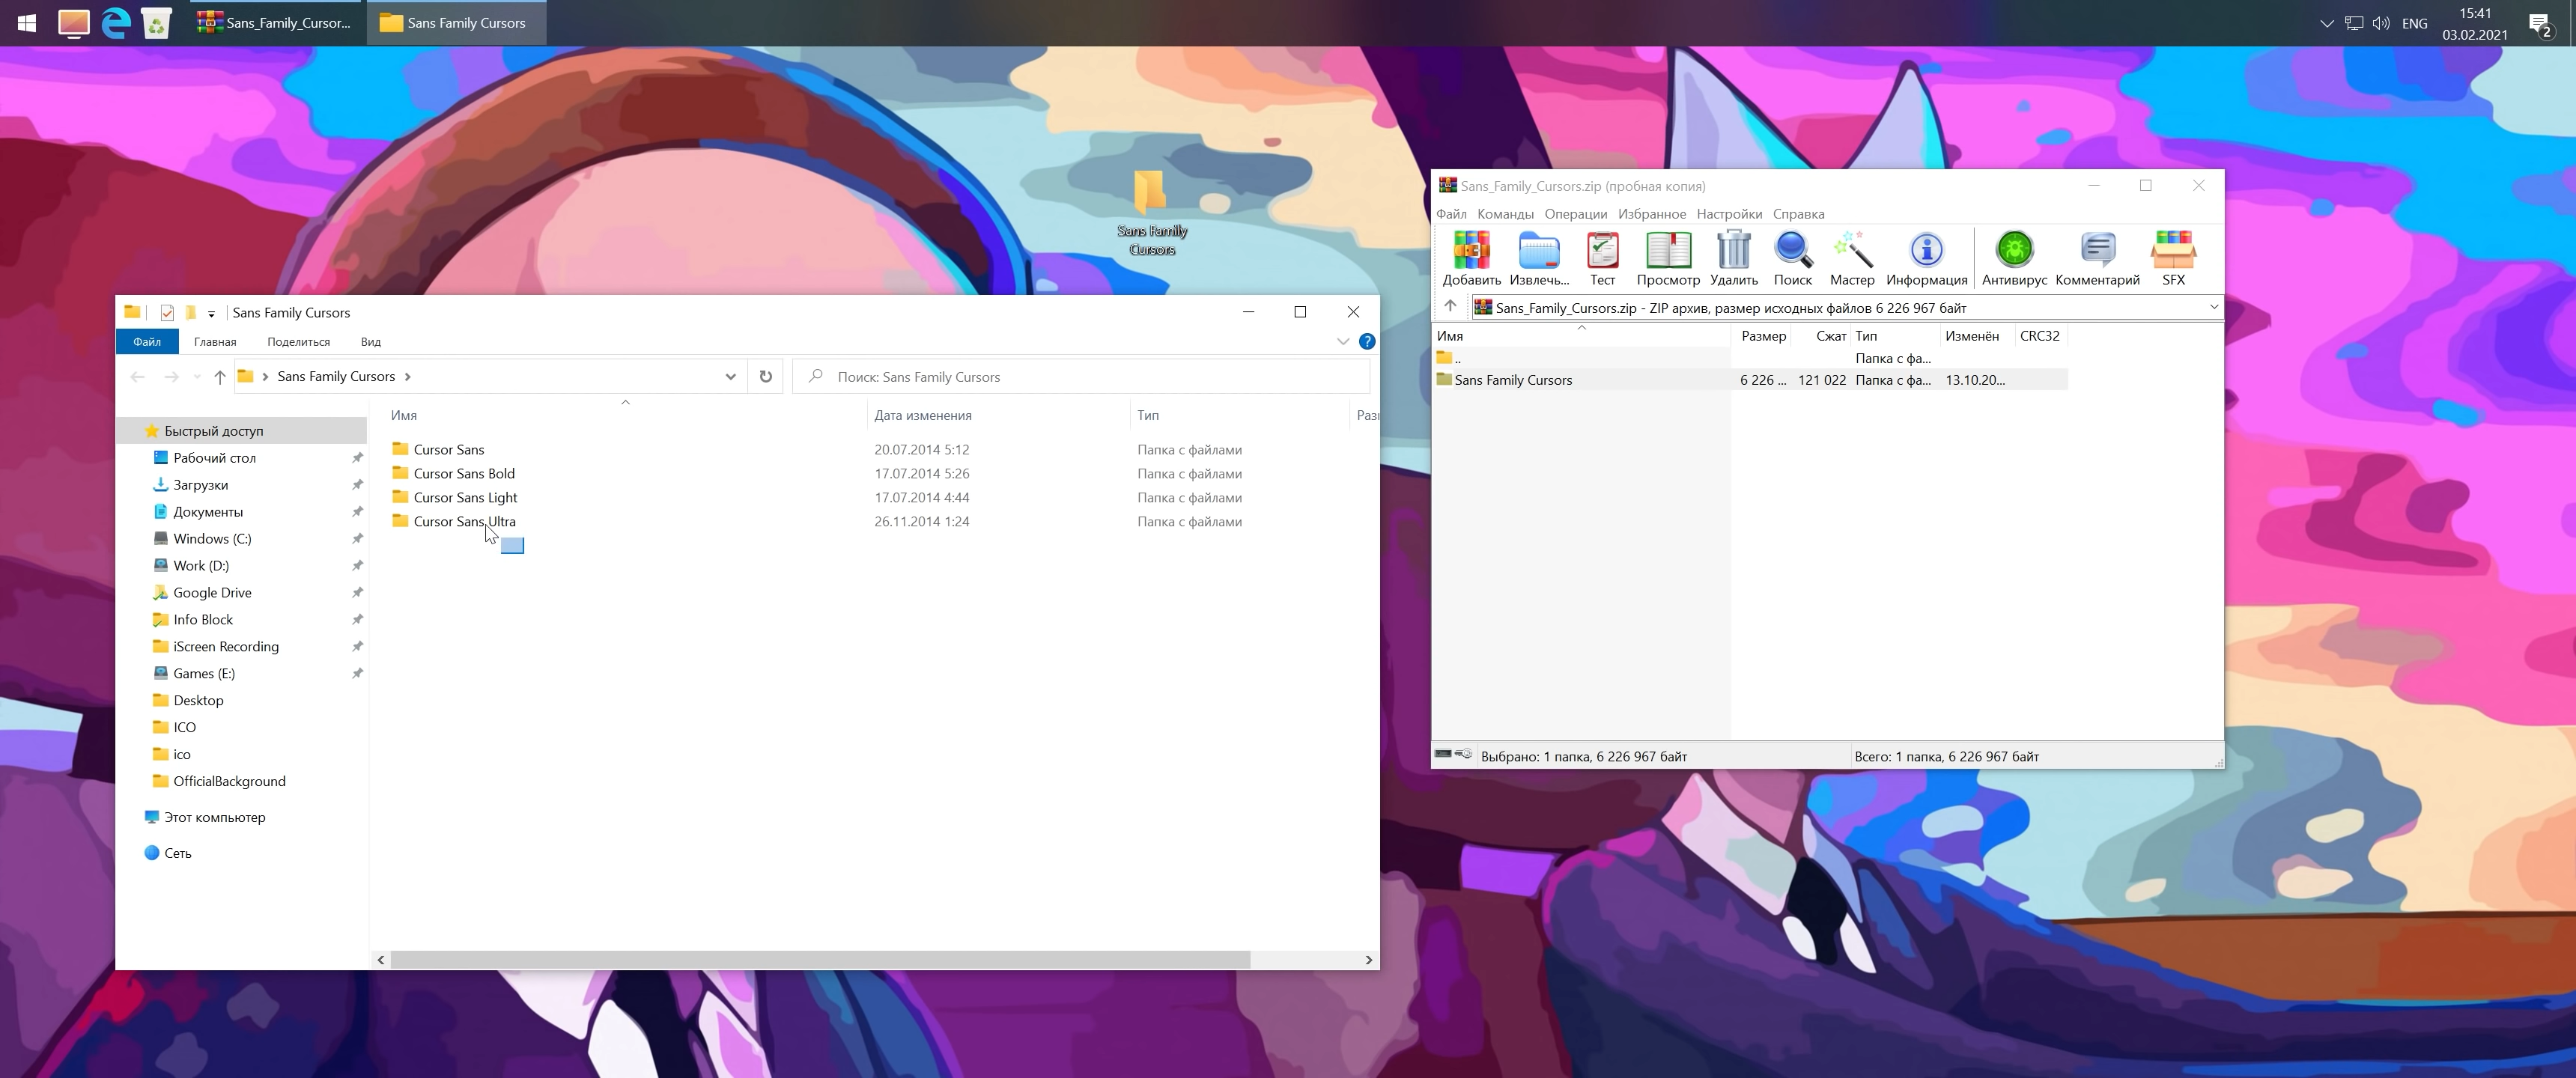 Sans_Family_Cursor...
Sans Family Cursors
ENG
15:41
03.02.2021
2
Sans Family
Cursors
Sans Family Cursors
Файл
Главная
Поделиться
Вид
?
Sans Family Cursors
Поиск: Sans Family Cursors
Имя
Дата изменения
Тип
Раз
Быстрый доступ
Рабочий стол
Загрузки
Документы
Windows (C:)
Work (D:)
Google Drive
Info Block
iScreen Recording
Games (E:)
Desktop
ICO
ico
OfficialBackground
Этот компьютер
Сеть
Cursor Sans 20.07.2014 5:12 Папка с файлами
Cursor Sans Bold 17.07.2014 5:26 Папка с файлами
Cursor Sans Light 17.07.2014 4:44 Папка с файлами
Cursor Sans Ultra 26.11.2014 1:24 Папка с файлами
Sans_Family_Cursors.zip (пробная копия)
Файл Команды Операции Избранное Настройки Справка
Добавить Извлечь... Тест Просмотр Удалить Поиск Мастер Информация Антивирус Комментарий SFX
Sans_Family_Cursors.zip - ZIP архив, размер исходных файлов 6 226 967 байт
Имя Размер Сжат Тип Изменён CRC32
.. Папка с фа...
Sans Family Cursors 6 226 ... 121 022 Папка с фа... 13.10.20...
Выбрано: 1 папка, 6 226 967 байт
Всего: 1 папка, 6 226 967 байт